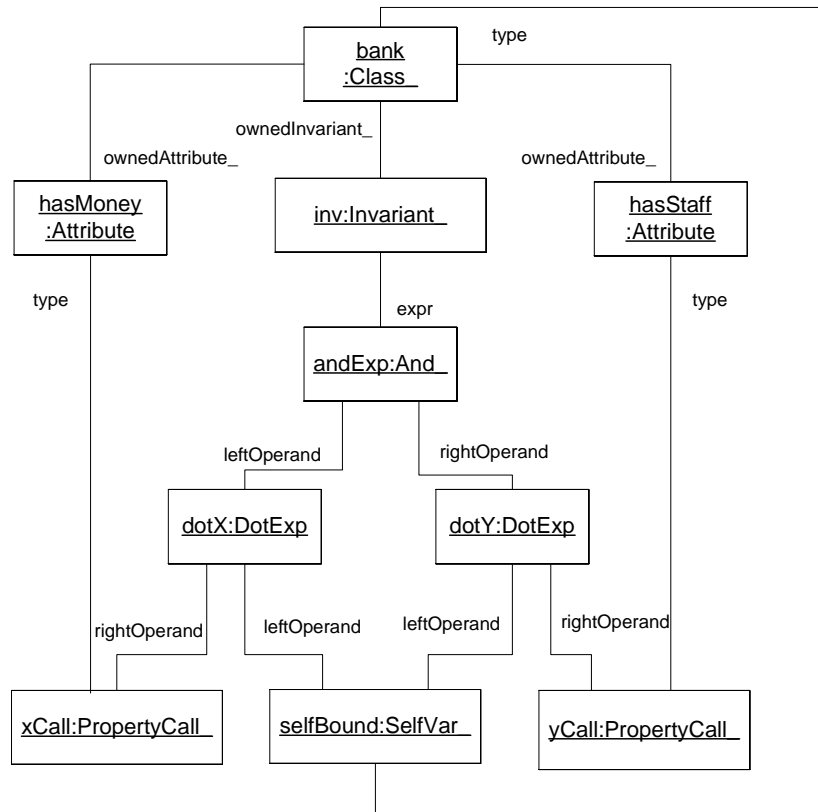 type
bank
:Class_
ownedInvariant_
ownedAttribute_
ownedAttribute_
hasMoney
:Attribute
inv:Invariant_
hasStaff
:Attribute
type
type
expr
andExp:And_
leftOperand
rightOperand
dotX:DotExp
dotY:DotExp
rightOperand
leftOperand
leftOperand
rightOperand
xCall:PropertyCall_
selfBound:SelfVar_
yCall:PropertyCall_